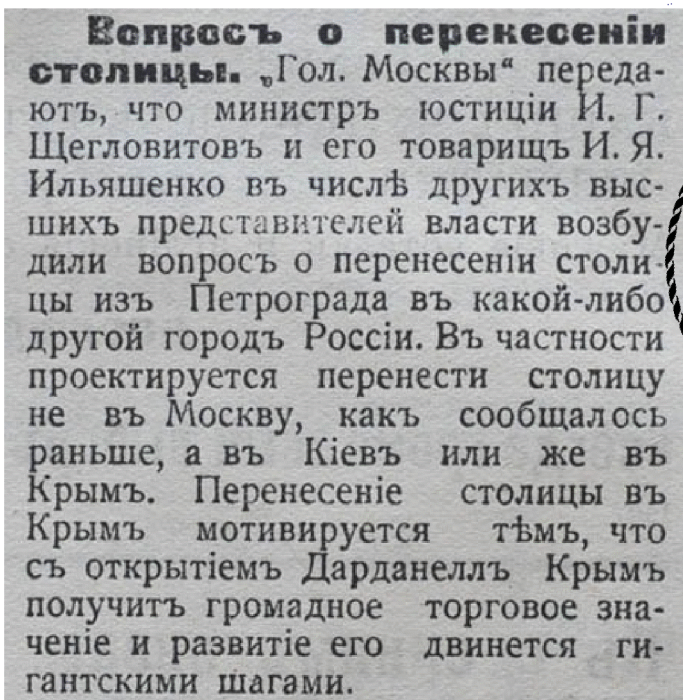 Вопросъ о перекесенiи
столицы. „Гол. Москвы“ переда-
ютъ, что министръ юстицiи И. Г.
Щегловитовъ и его товарищъ И. Я.
Ильяшенко въ числѣ другихъ выс-
шихъ представителей власти возбу-
дили вопросъ о перенесенiи столи-
цы изъ Петрограда въ какой-либо
другой городъ Россiи. Въ частности
проектируется перенести столицу
не въ Москву, какъ сообщалось
раньше, а въ Кiевъ или же въ
Крымъ. Перенесенiе столицы въ
Крымъ мотивируется тѣмъ, что
съ открытiемъ Дарданеллъ Крымъ
получитъ громадное торговое зна-
ченiе и развитiе его двинется ги-
гантскими шагами.